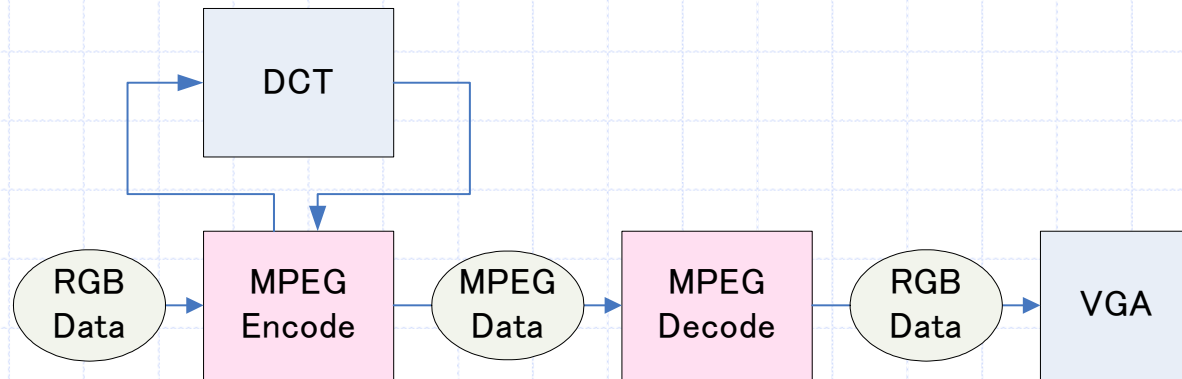 DCT
RGB
Data
MPEG
Encode
MPEG
Data
MPEG
Decode
RGB
Data
VGA